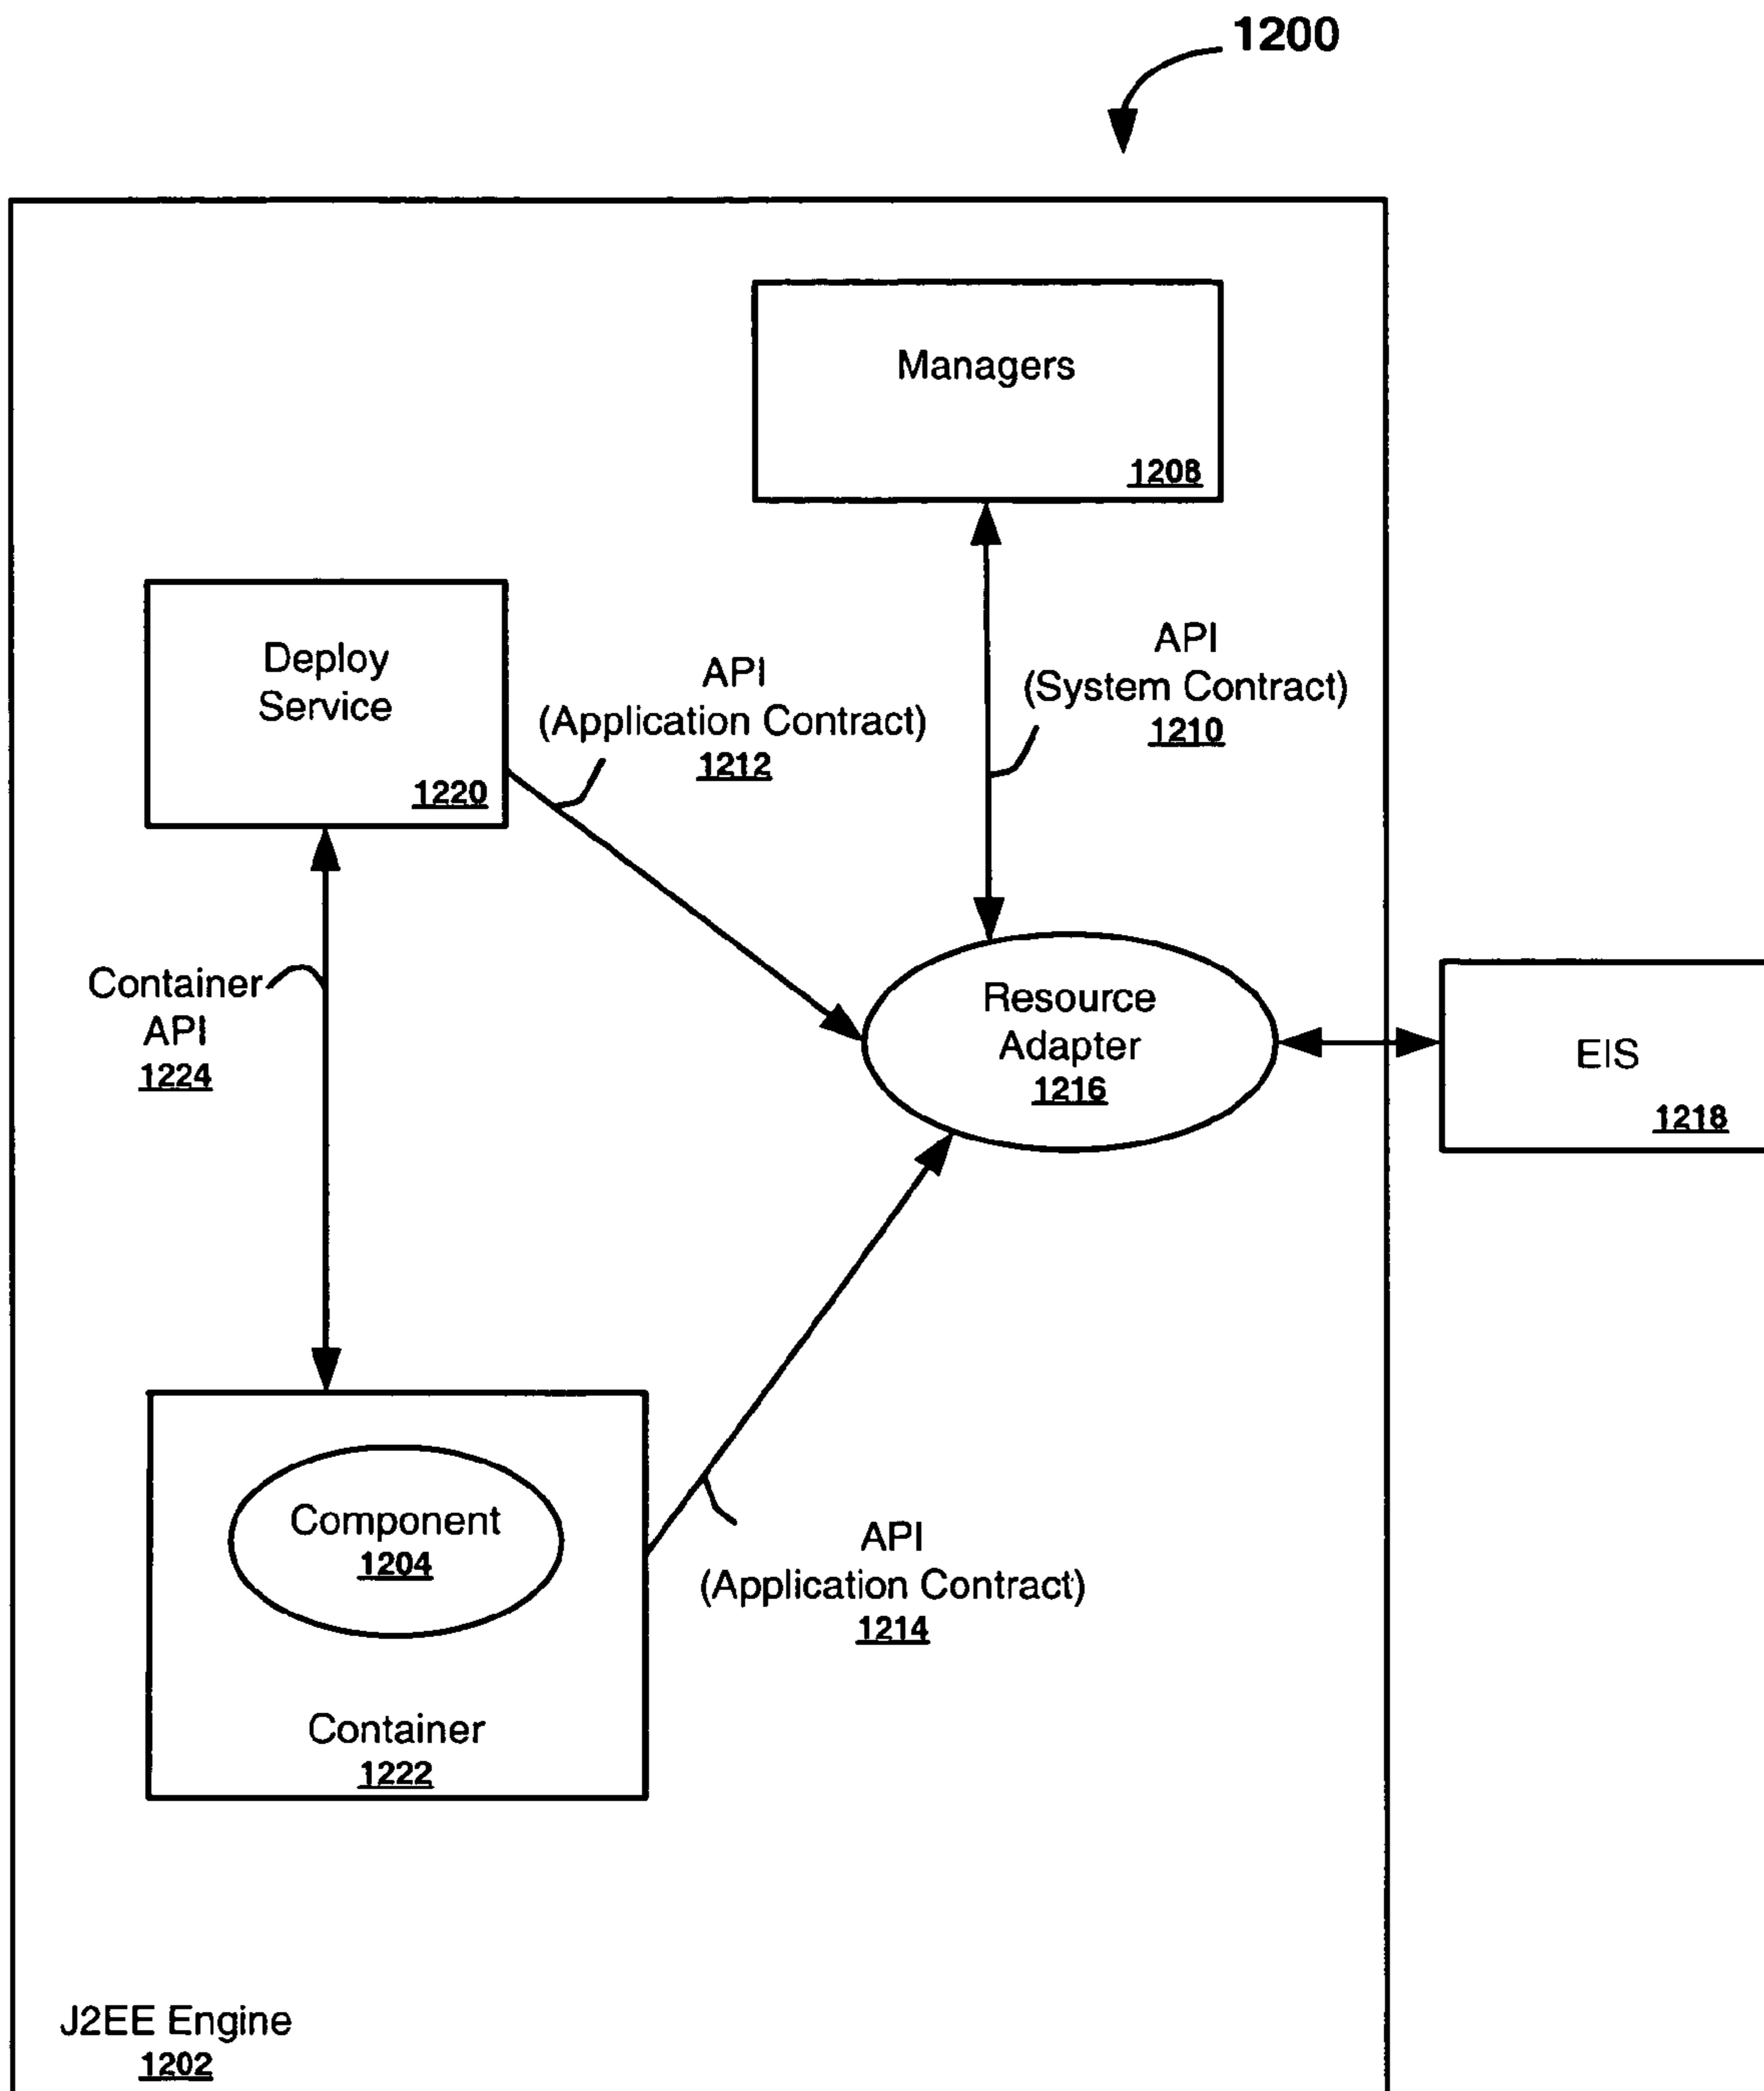 1200
Managers
1208
Deploy
Service
1220
API
(Application Contract)
1212
API
(System Contract)
1210
Container
API
1224
Resource
Adapter
1216
EIS
1218
Component
1204
Container
1222
API
(Application Contract)
1214
J2EE Engine
1202